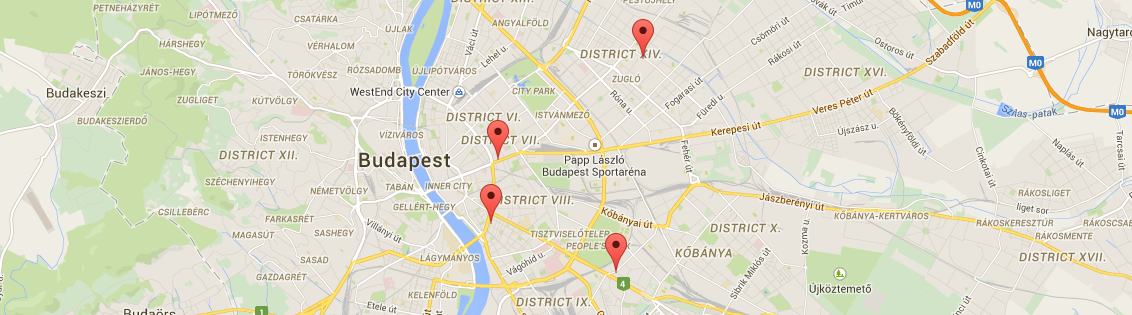 PETNEHÁZYRÉT
LIPÓTMEZŐ
CSATÁRKA
ÚJLAK
ANGYALFÖLD
Csömöri út
M0
Nagytarc
VÉRHALOM
Váci út
Lehel u.
DISTRICT XIV.
Rákosi út
Ostoros út
Szabadföld út
HÁRSHEGY
RÓZSADOMB
ÚJLIPÓTVÁROS
JÁNOS-HEGY
TÖRÖKVÉSZ
ZUGLÓ
DISTRICT XVI.
M0
Budakeszi
ZUGLIGET
KÚTVÖLGY
WestEnd City Center
CITY PARK
Róna u.
Fogarasi út
Füredi u.
Veres Péter út
Szilas-patak
M0
BUDAKESZIERDŐ
DISTRICT VI.
ISTVÁNMEZŐ
ISTENHEGY
VÍZIVÁROS
DISTRICT VII.
Kerepesi út
Újszász u.
Bökényföldi út
Tarcsai út
DISTRICT XII.
Budapest
Papp László
Budapest Sportaréna
Fehér út
Cinkotai út
Naplás út
SZÉCHENYIHEGY
NÉMETVÖLGY
TABÁN
INNER CITY
CSILLEBÉRC
FARKASRÉT
GELLÉRT-HEGY
DISTRICT VIII.
Kőbányai út
Jászberényi út
KŐBÁNYA-KERTVÁROS
RÁKOSLIGET
liget sor
MAGASÚT
SASHEGY
Villányi út
TISZTVISELŐTELEP
DISTRICT X.
Kozma u.
RÁKOSKERESZTÚR
RÁKOSMENTE
GAZDAGRÉT
LÁGYMÁNYOS
Vágóhíd u.
PEOPLE'S
KŐBÁNYA
Sibrik Miklós út
DISTRICT XVII.
KELENFÖLD
4
Újköztemető
Etele út
DISTRICT IX.
Ferihegyi út
Budaörs
1